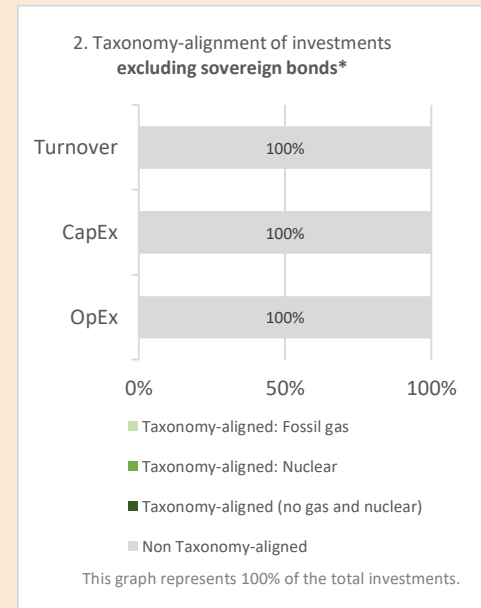 2. Taxonomy-alignment of investments
excluding sovereign bonds*
Turnover
100%
CapEx
100%
OpEx
100%
0%
50%
100%
Taxonomy-aligned: Fossil gas
Taxonomy-aligned: Nuclear
Taxonomy-aligned (no gas and nuclear)
Non Taxonomy-aligned
This graph represents 100% of the total investments.